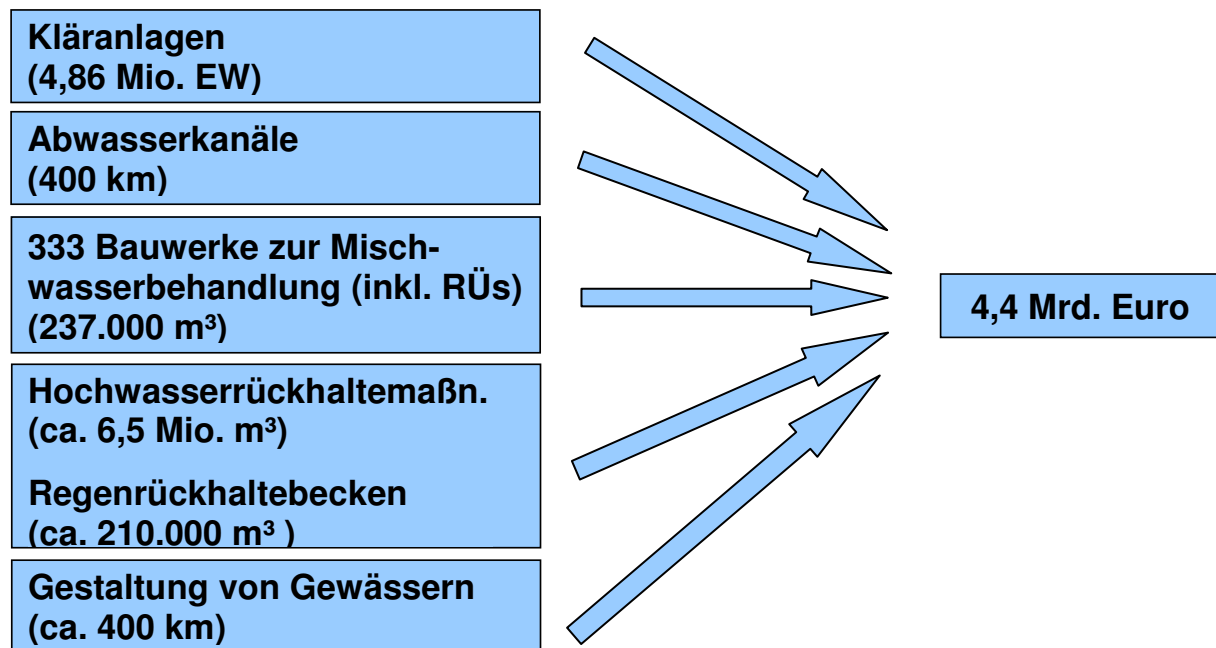 Kläranlagen
(4,86 Mio. EW)
Abwasserkanäle
(400 km)
333 Bauwerke zur Misch-
wasserbehandlung (inkl. RÜs)
(237.000 m³)
Hochwasserrückhaltemaßn.
(ca. 6,5 Mio. m³)
Regenrückhaltebecken
(ca. 210.000 m³ )
Gestaltung von Gewässern
(ca. 400 km)
4,4 Mrd. Euro